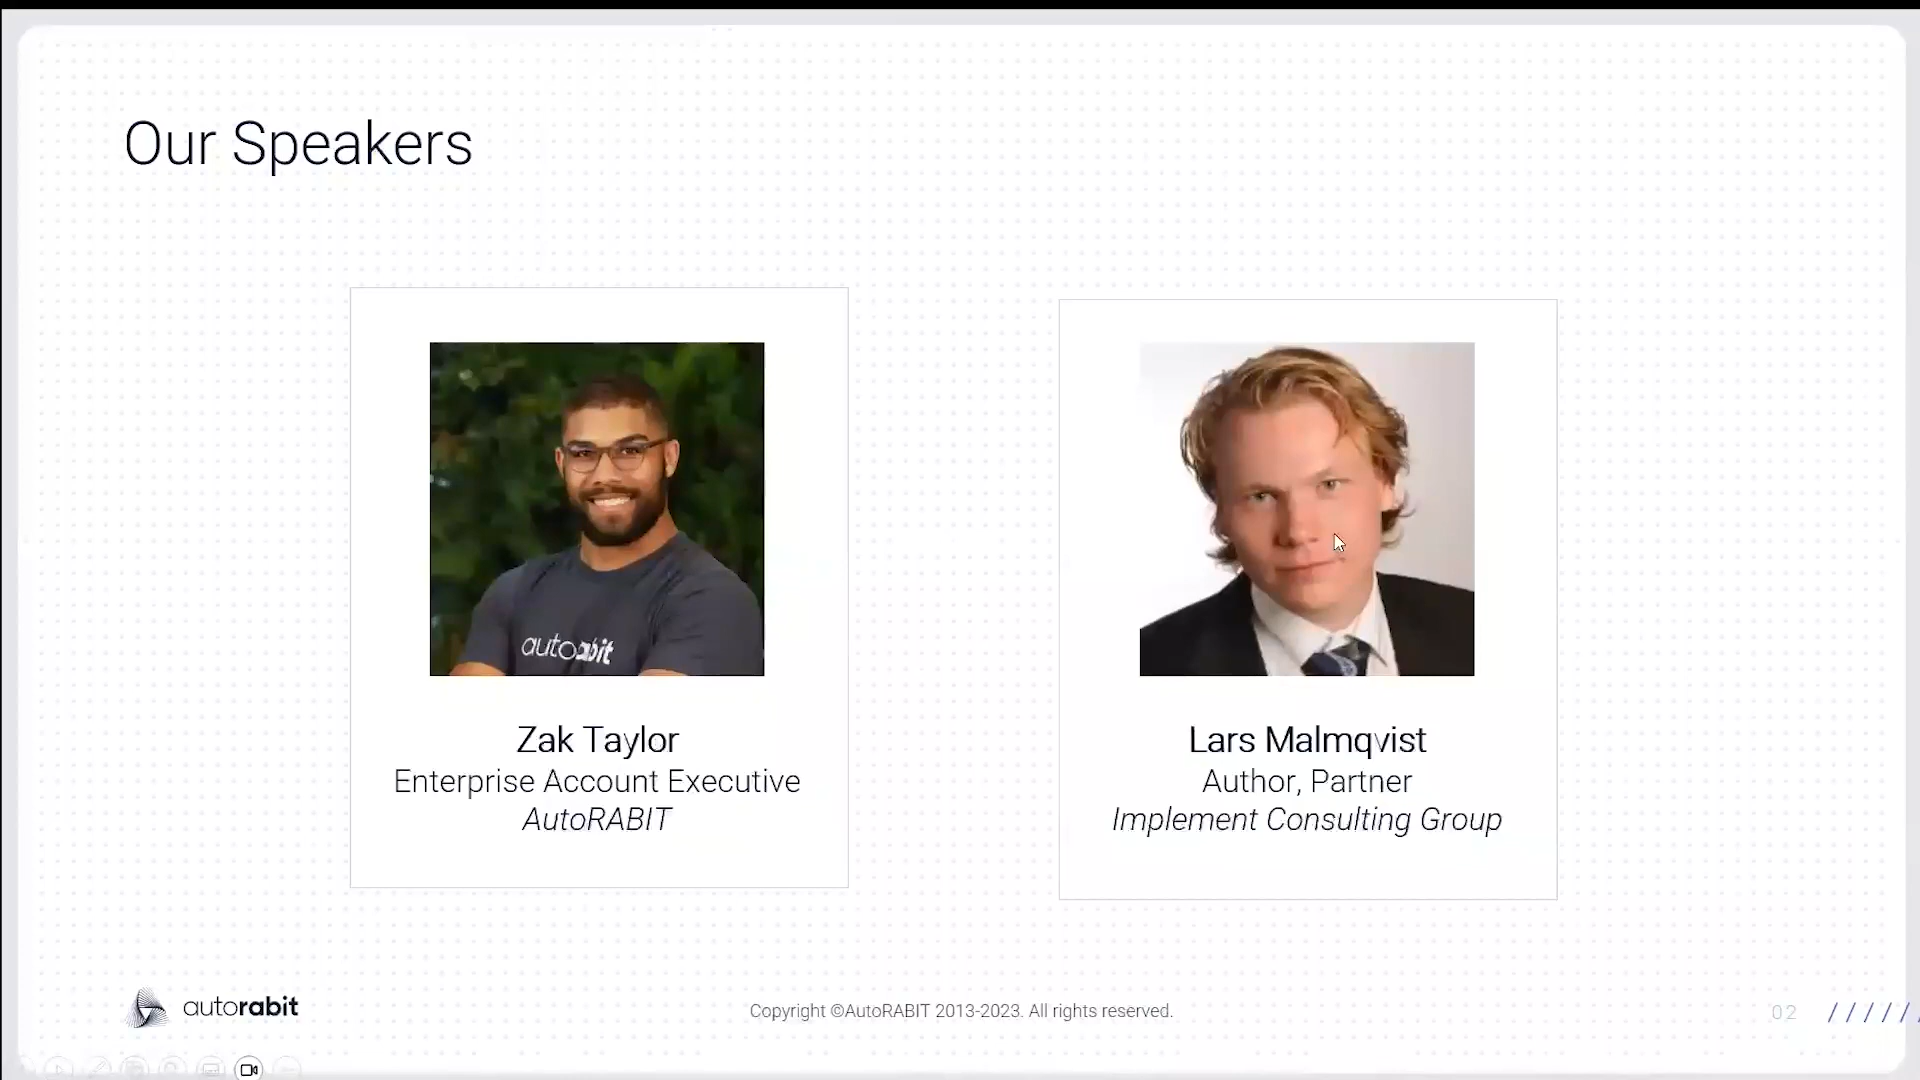 Our Speakers
autorabit
Zak Taylor
Enterprise Account Executive
AutoRABIT
Lars Malmqvist
Author, Partner
Implement Consulting Group
autorabit
Copyright ©AutoRABIT 2013-2023. All rights reserved.
02